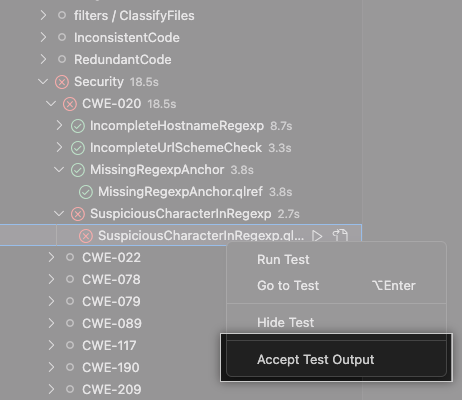 filters / ClassifyFiles
InconsistentCode
RedundantCode
Security 18.5s
CWE-020 18.5s
IncompleteHostnameRegexp 8.7s
IncompleteUrlSchemeCheck 3.3s
MissingRegexpAnchor 3.8s
MissingRegexpAnchor.qlref 3.8s
SuspiciousCharacterInRegexp 2.7s
SuspiciousCharacterInRegexp.ql...
CWE-022
Run Test
CWE-078
Go to Test ⌥Enter
CWE-079
CWE-089
Hide Test
CWE-117
CWE-190
Accept Test Output
CWE-209